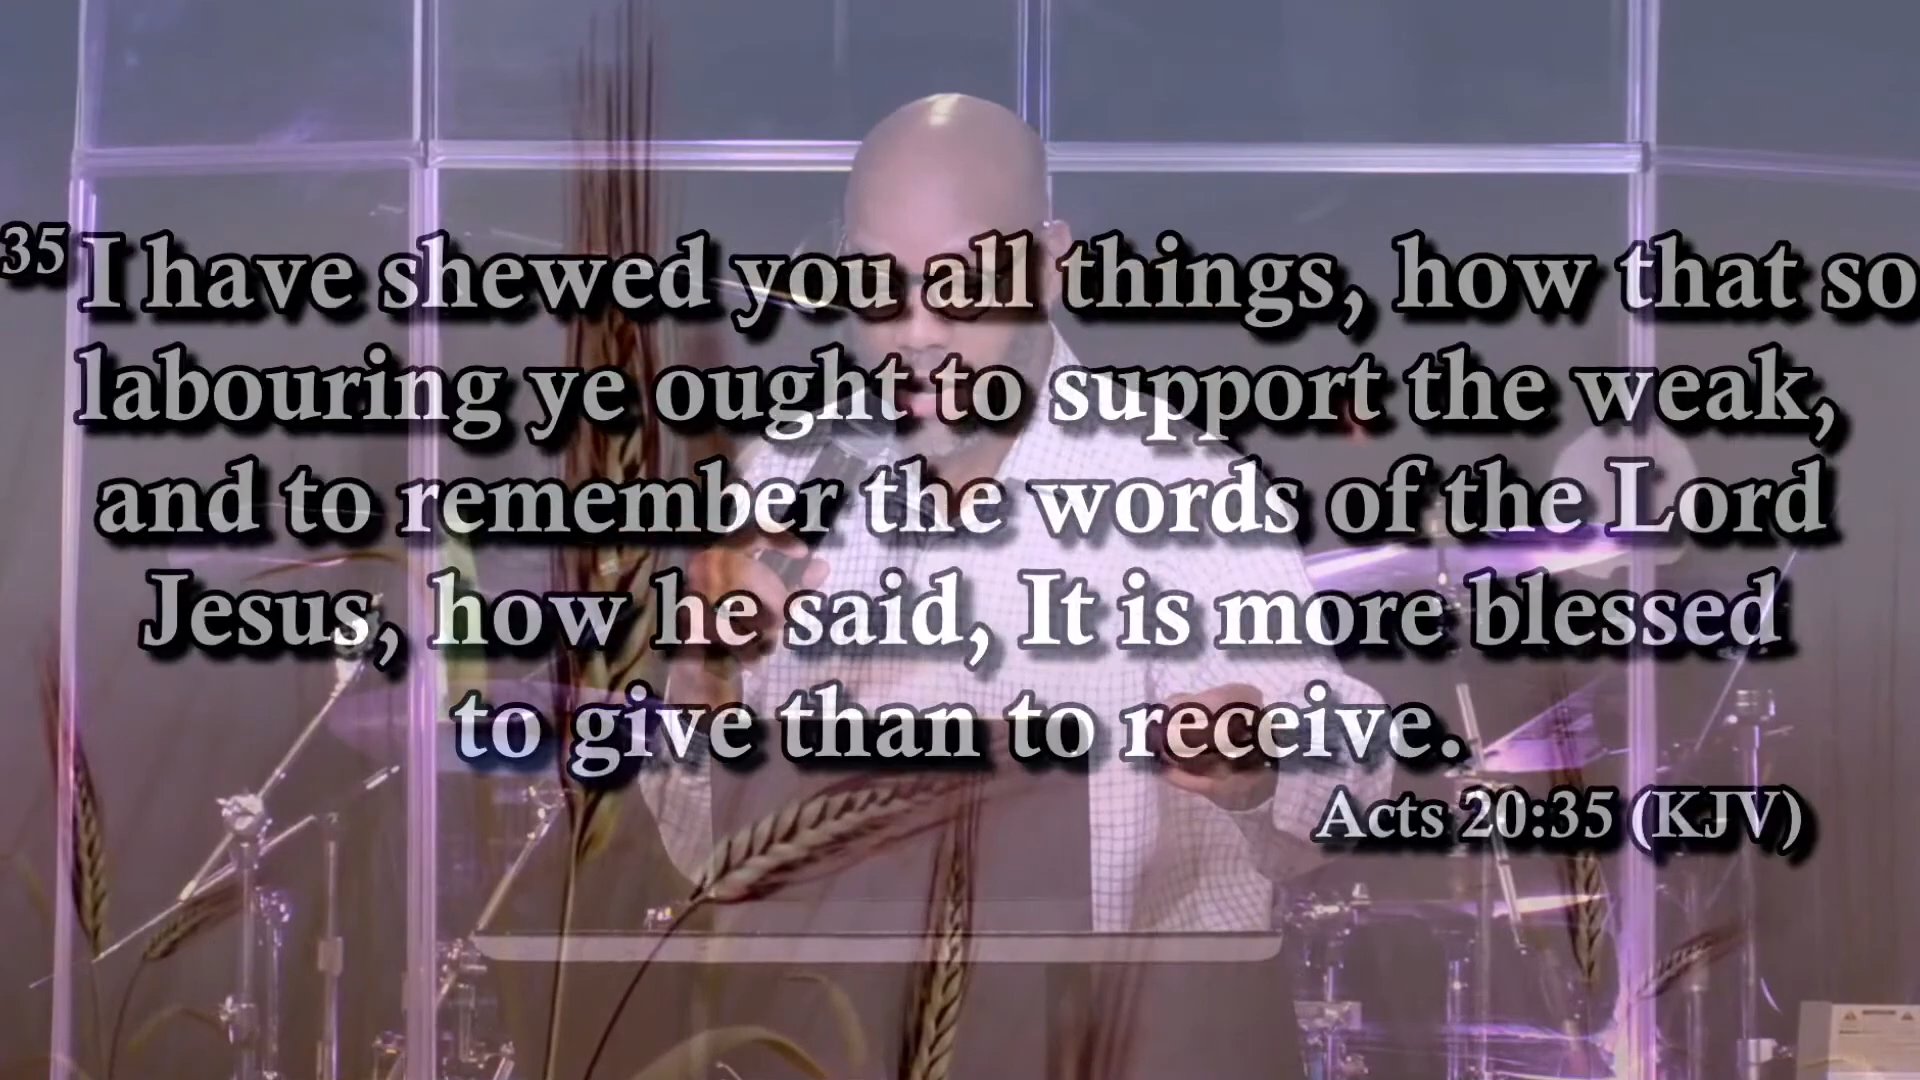 35 I have shewed you all things, how that so
labouring ye ought to support the weak,
and to remember the words of the Lord
Jesus, how he said, It is more blessed
to give than to receive.
Acts 20:35 (KJV)